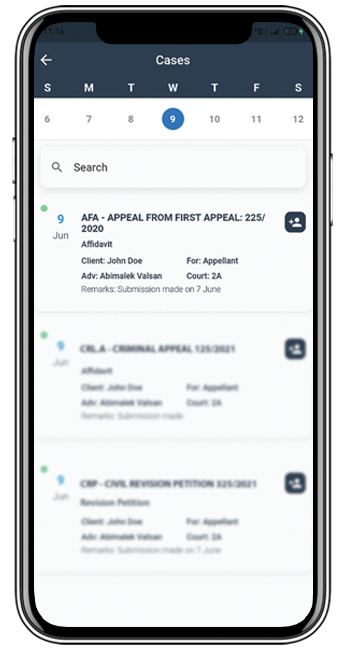 11:16
Cases
S M T W T F S
6 7 8 9 10 11 12
Search
9 AFA - APPEAL FROM FIRST APPEAL: 225/
Jun 2020
Affidavit
Client: John Doe For: Appellant
Adv: Abimalek Valsan Court: 2A
Remarks: Submission made on 7 June
9 CRL.A - CRIMINAL APPEAL 125/2021
Jun
Affidavit
Client: John Doe For: Appellant
Adv: Abimalek Valsan Court: 2A
Remarks: Submission made
9 CRP - CIVIL REVISION PETITION 325/2021
Jun
Revision Petition
Client: John Doe For: Appellant
Adv: Abimalek Valsan Court: 2A
Remarks: Submission made on 7 June